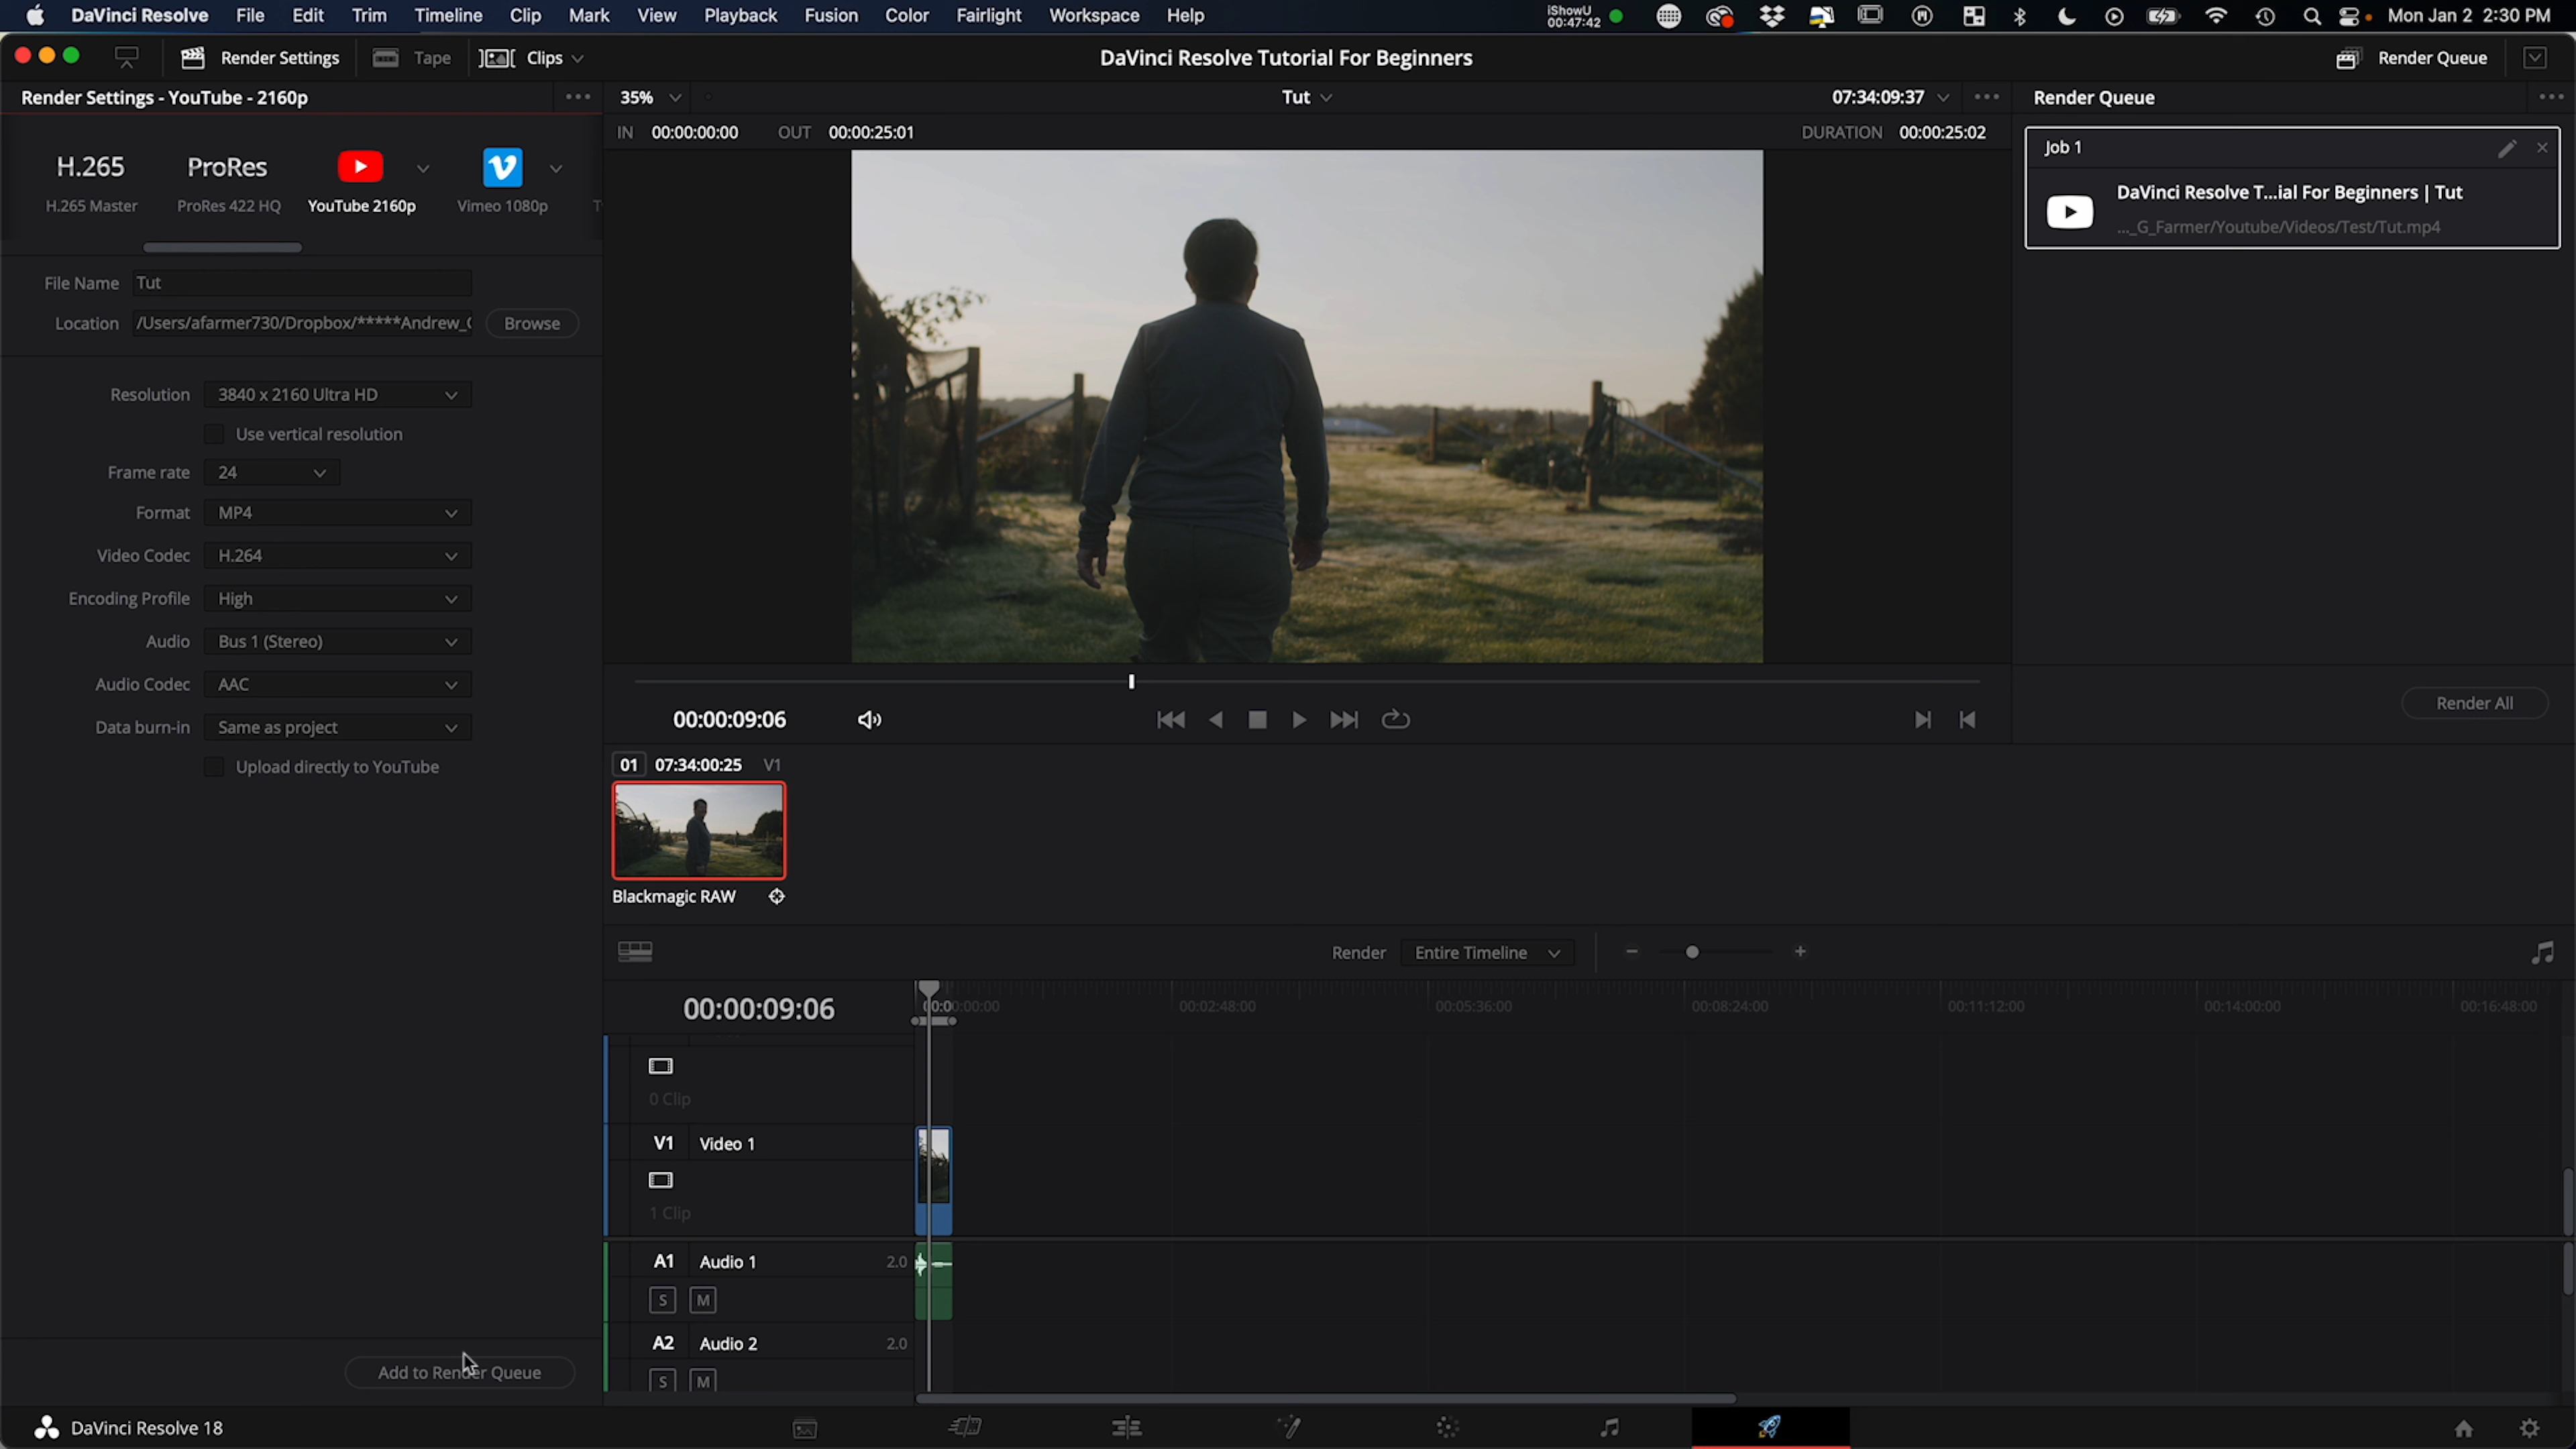 DaVinci Resolve File Edit Trim Timeline Clip Mark View Playback Fusion Color Fairlight Workspace Help iShowU 00:47:42 Mon Jan 2 2:30 PM
Render Settings Tape Clips DaVinci Resolve Tutorial For Beginners Render Queue
Render Settings - YouTube - 2160p 35% Tut 07:34:09:37 Render Queue
IN 00:00:00:00 OUT 00:00:25:01 DURATION 00:00:25:02
Job 1
H.265 ProRes
H.265 Master ProRes 422 HQ YouTube 2160p Vimeo 1080p
DaVinci Resolve T...ial For Beginners | Tut
..._G_Farmer/Youtube/Videos/Test/Tut.mp4
File Name Tut
Location /Users/afarmer730/Dropbox/*****Andrew_ Browse
Resolution 3840 x 2160 Ultra HD
Use vertical resolution
Frame rate 24
Format MP4
Video Codec H.264
Encoding Profile High
Audio Bus 1 (Stereo)
Audio Codec AAC
Data burn-in Same as project
Upload directly to YouTube
00:00:09:06
Render All
01 07:34:00:25 V1
Blackmagic RAW
Render Entire Timeline
00:00:09:06 00:00:00:00 00:02:48:00 00:05:36:00 00:08:24:00 00:11:12:00 00:14:00:00 00:16:48:00
0 Clip
V1 Video 1
1 Clip
A1 Audio 1 2.0
S M
A2 Audio 2 2.0
S M
Add to Render Queue
DaVinci Resolve 18